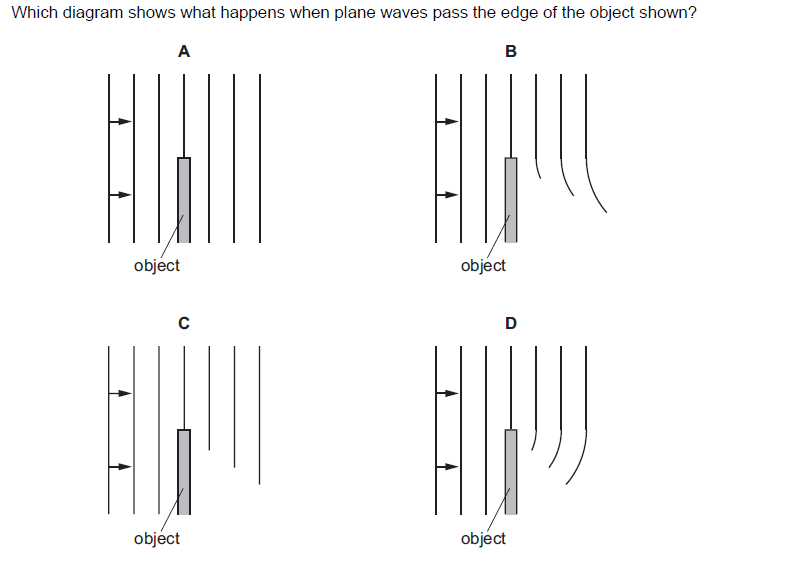 Which diagram shows what happens when plane waves pass the edge of the object shown?
A
B
object
object
C
D
object
object